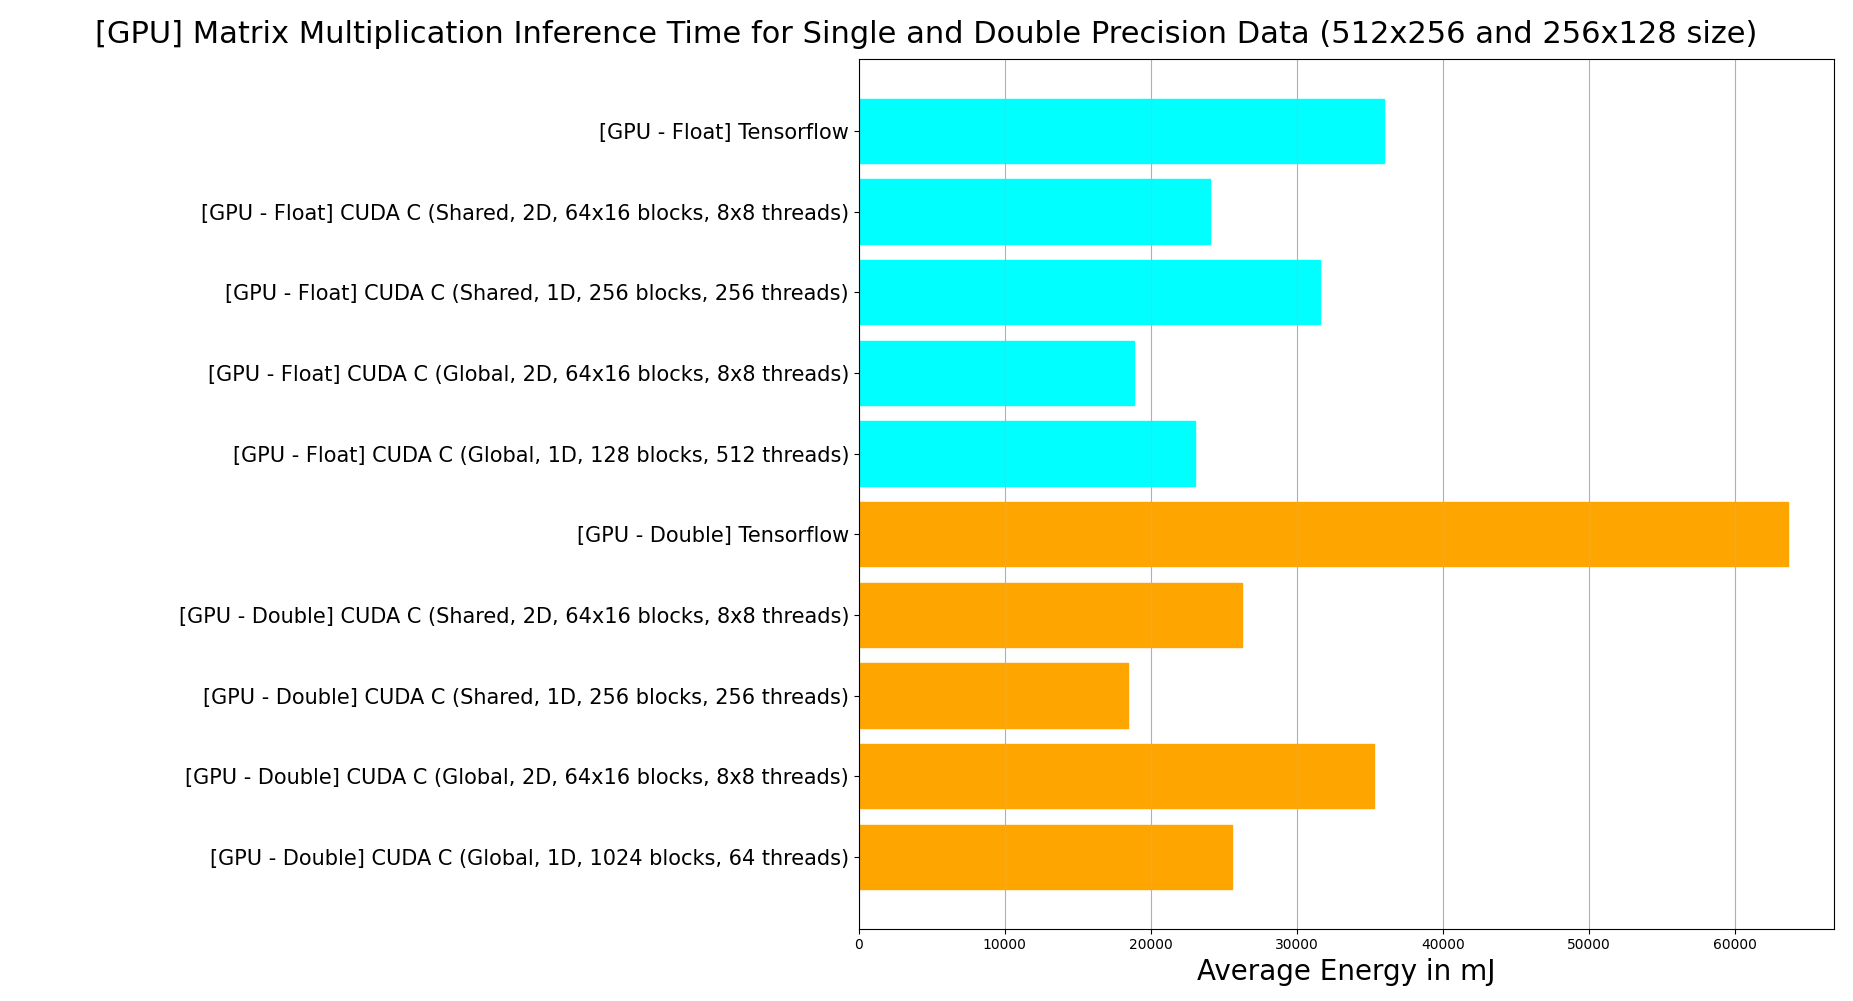 [GPU] Matrix Multiplication Inference Time for Single and Double Precision Data (512x256 and 256x128 size)
[GPU - Float] Tensorflow
[GPU - Float] CUDA C (Shared, 2D, 64x16 blocks, 8x8 threads)
[GPU - Float] CUDA C (Shared, 1D, 256 blocks, 256 threads)
[GPU - Float] CUDA C (Global, 2D, 64x16 blocks, 8x8 threads)
[GPU - Float] CUDA C (Global, 1D, 128 blocks, 512 threads)
[GPU - Double] Tensorflow
[GPU - Double] CUDA C (Shared, 2D, 64x16 blocks, 8x8 threads)
[GPU - Double] CUDA C (Shared, 1D, 256 blocks, 256 threads)
[GPU - Double] CUDA C (Global, 2D, 64x16 blocks, 8x8 threads)
[GPU - Double] CUDA C (Global, 1D, 1024 blocks, 64 threads)
0 10000 20000 30000 40000 50000 60000
Average Energy in mJ